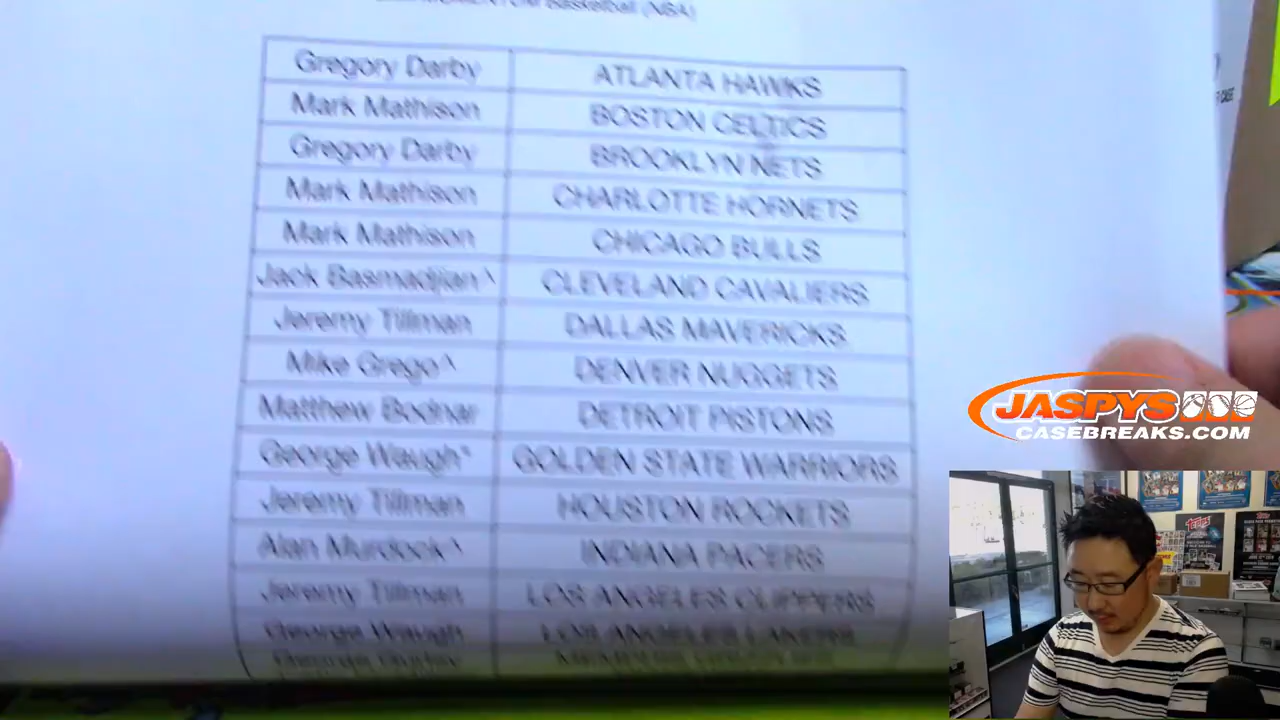 Basketball (NBA)
Gregory Darby ATLANTA HAWKS
Mark Mathison BOSTON CELTICS
Gregory Darby BROOKLYN NETS
Mark Mathison CHARLOTTE HORNETS
Mark Mathison CHICAGO BULLS
Jack Basmadjian^ CLEVELAND CAVALIERS
Jeremy Tillman DALLAS MAVERICKS
Mike Grego^ DENVER NUGGETS
Matthew Bodnar DETROIT PISTONS
George Waugh^ GOLDEN STATE WARRIORS
Jeremy Tillman HOUSTON ROCKETS
Alan Murdock^ INDIANA PACERS
Jeremy Tillman LOS ANGELES CLIPPERS
George Waugh LOS ANGELES LAKERS
JASPYS
CASEBREAKS.COM